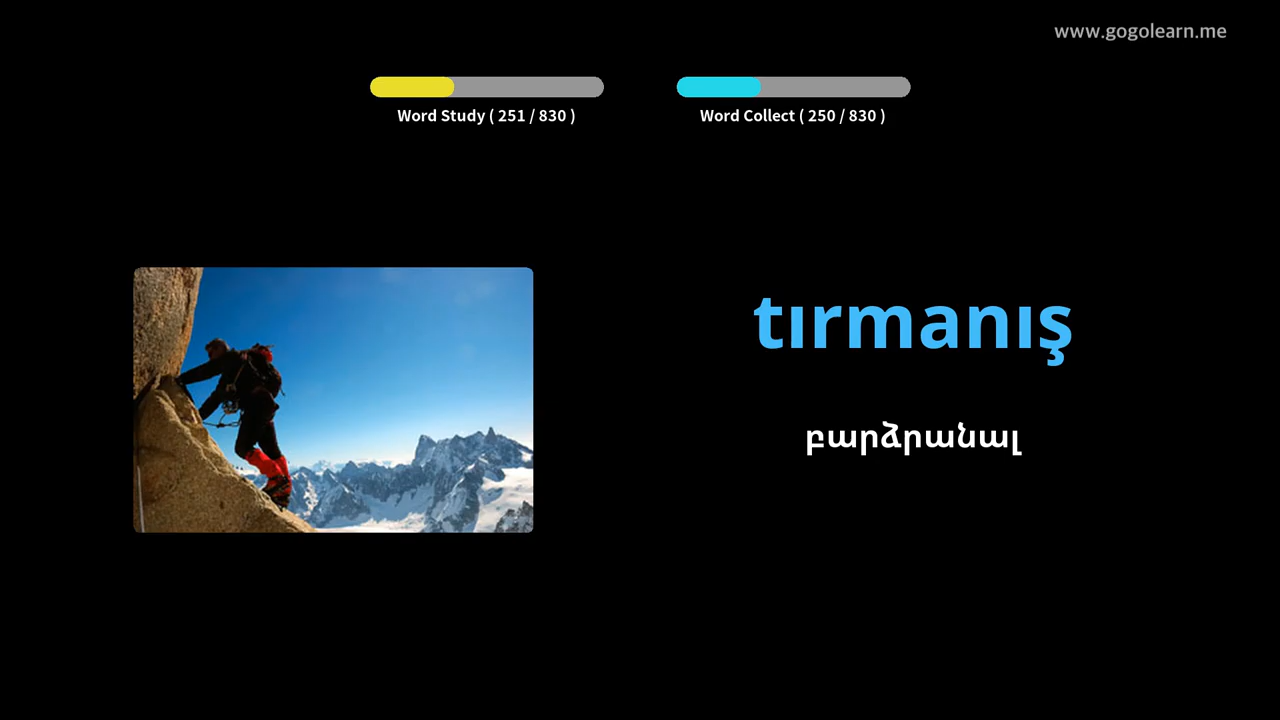 www.gogolearn.me
Word Study ( 251 / 830 )
Word Collect ( 250 / 830 )
tırmanış
բարձրանալ